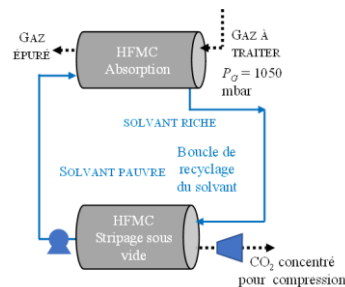 GAZ
ÉPURÉ
HFMC
Absorption
GAZ À
TRAITER
P_G = 1050
mbar
SOLVANT RICHE
SOLVANT PAUVRE
Boucle de
recyclage
du solvant
HFMC
Stripage sous
vide
CO₂ concentré
pour compression